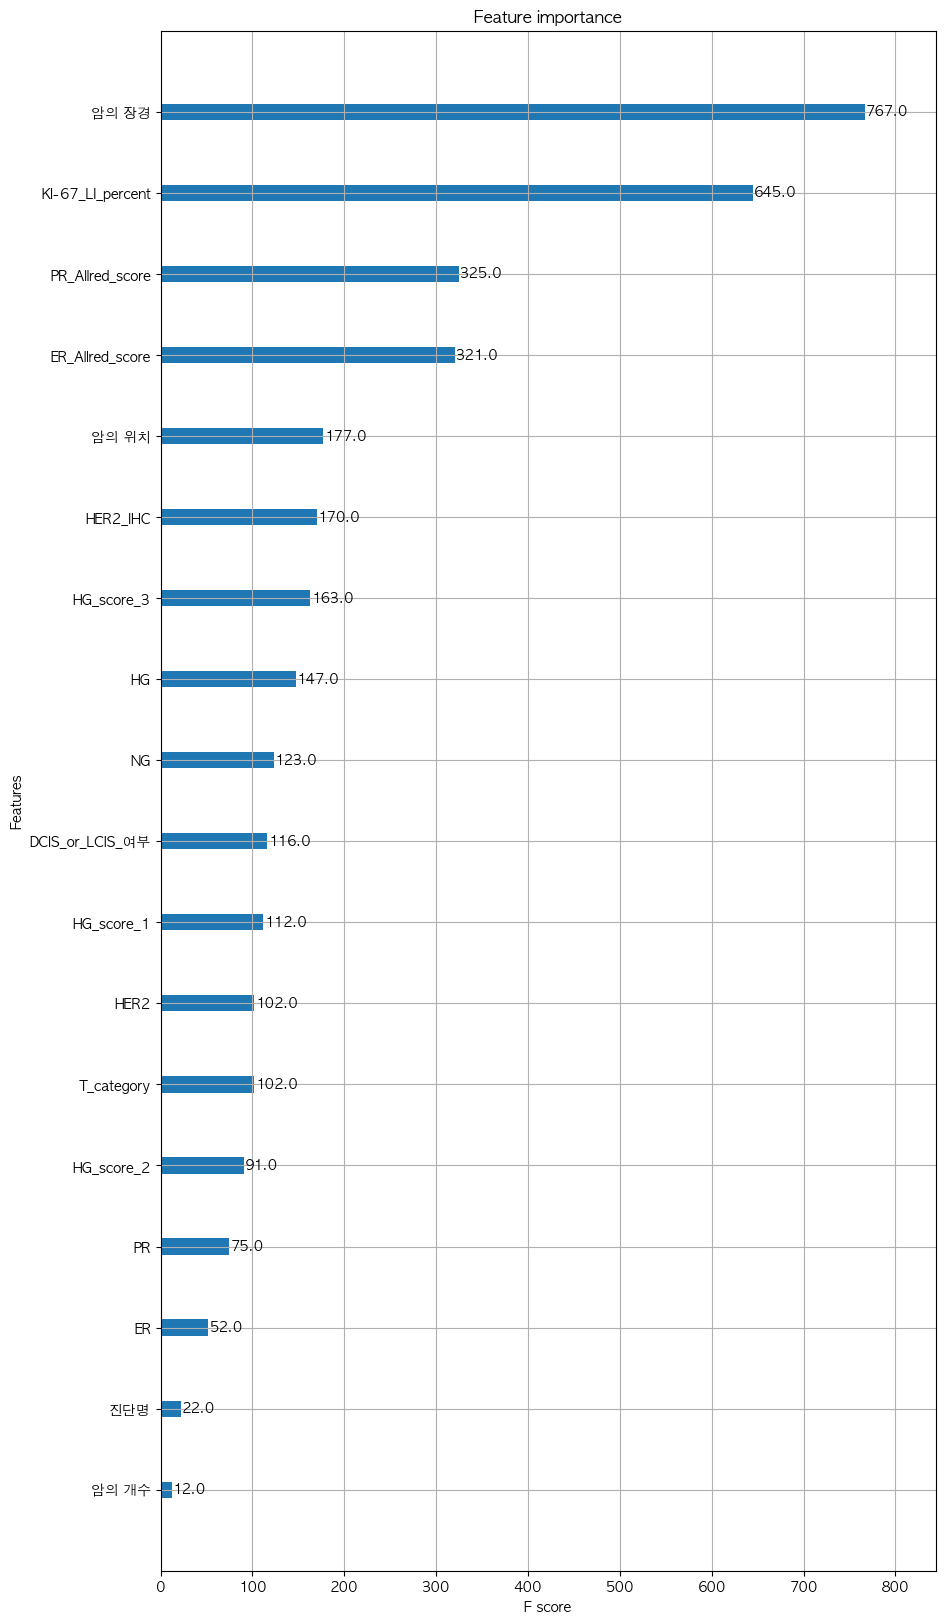 Feature importance
암의 장경
767.0
KI-67_LI_percent
645.0
PR_Allred_score
325.0
ER_Allred_score
321.0
암의 위치
177.0
HER2_IHC
170.0
HG_score_3
163.0
HG
147.0
NG
123.0
Features
DCIS_or_LCIS_여부
116.0
HG_score_1
112.0
HER2
102.0
T_category
102.0
HG_score_2
91.0
PR
75.0
ER
52.0
진단명
22.0
암의 개수
12.0
0 100 200 300 400 500 600 700 800
F score